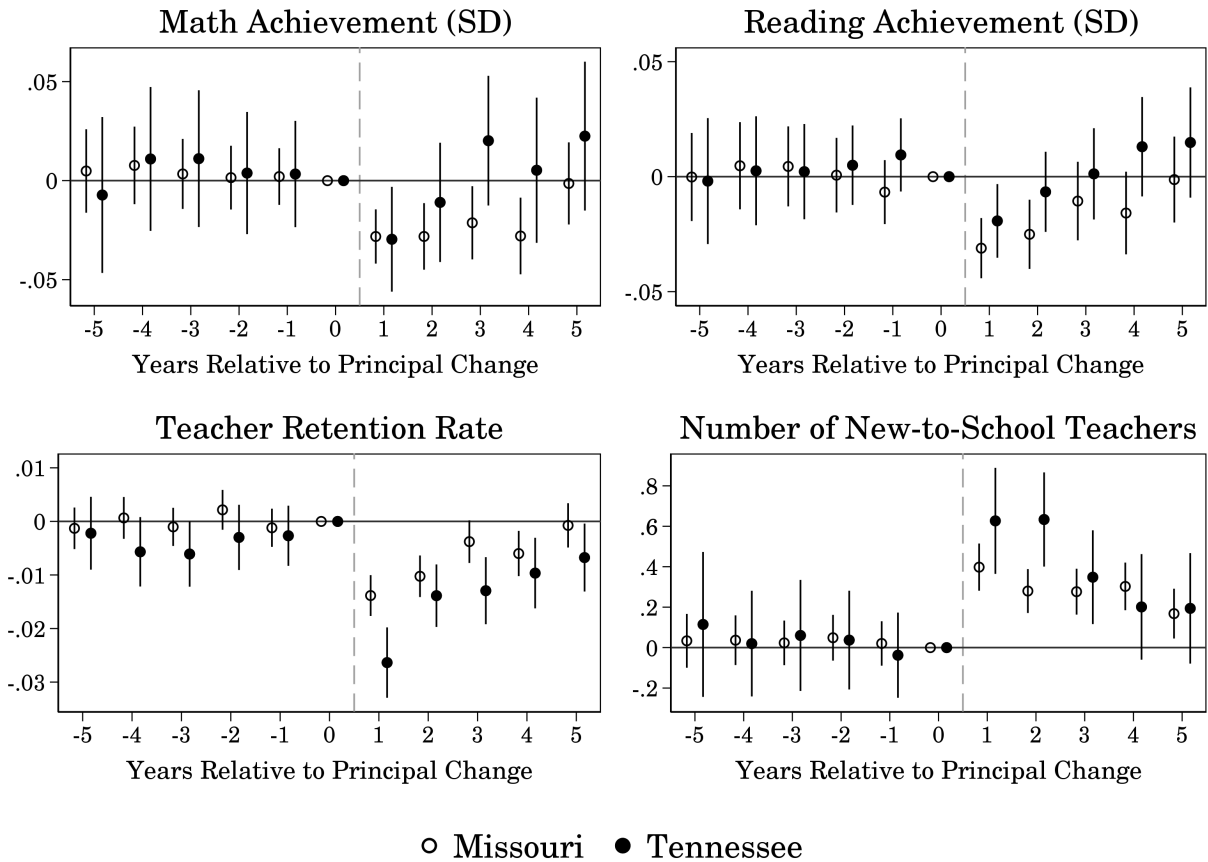 Math Achievement (SD)
.05
0
-.05
-5 -4 -3 -2 -1 0 1 2 3 4 5
Years Relative to Principal Change
Reading Achievement (SD)
.05
0
-.05
-5 -4 -3 -2 -1 0 1 2 3 4 5
Years Relative to Principal Change
Teacher Retention Rate
.01
0
-.01
-.02
-.03
-5 -4 -3 -2 -1 0 1 2 3 4 5
Years Relative to Principal Change
Number of New-to-School Teachers
.8
.6
.4
.2
0
-.2
-5 -4 -3 -2 -1 0 1 2 3 4 5
Years Relative to Principal Change
Missouri Tennessee